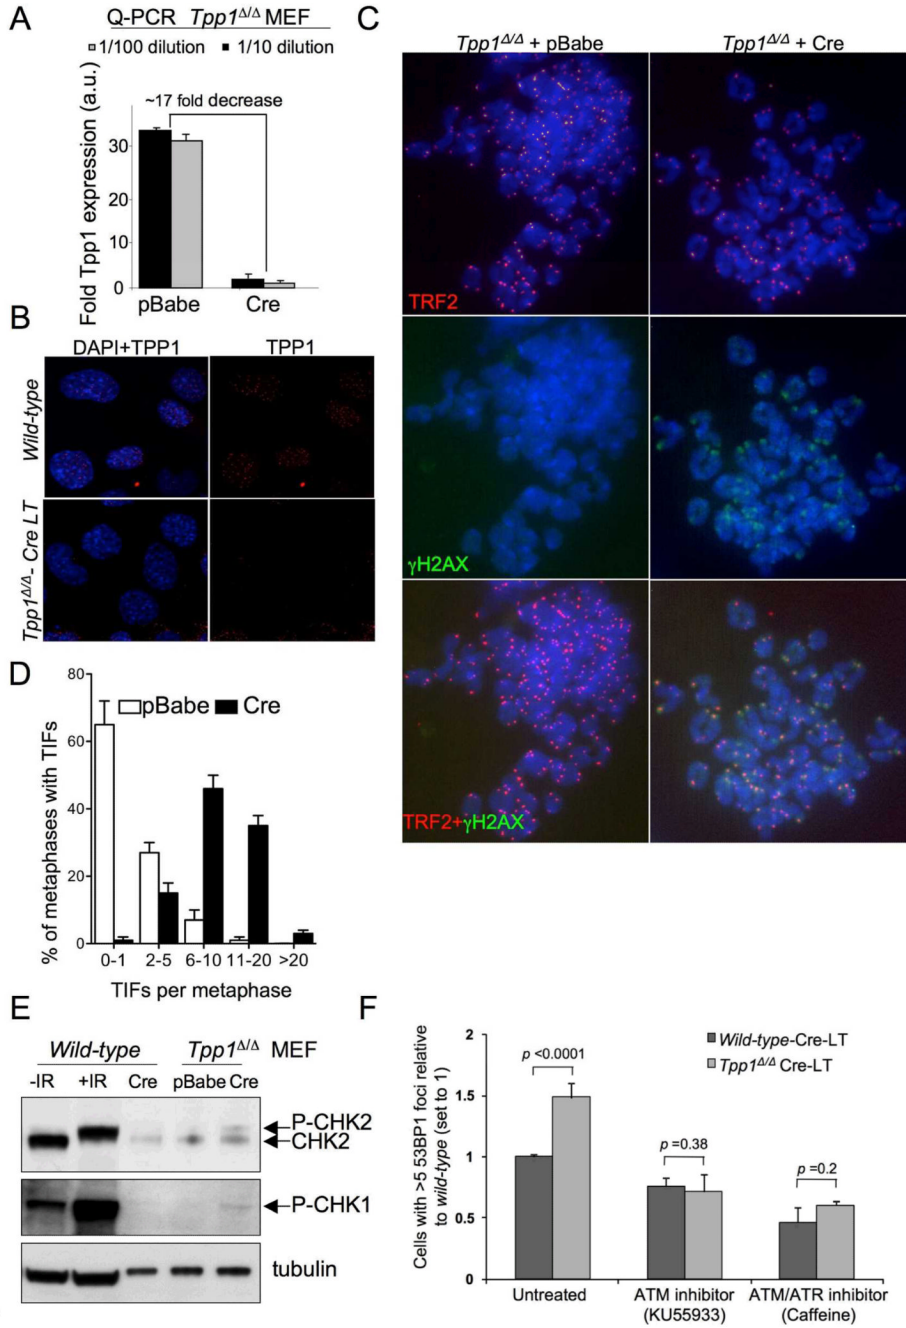 A
Q-PCR Tpp1Δ/Δ MEF
1/100 dilution 1/10 dilution
Fold Tpp1 expression (a.u.)
~17 fold decrease
30
20
10
0
pBabe Cre
B
DAPI+TPP1 TPP1
Wild-type
Tpp1Δ/Δ- Cre LT
C
Tpp1Δ/Δ + pBabe Tpp1Δ/Δ + Cre
TRF2
γH2AX
TRF2+γH2AX
D
pBabe Cre
% of metaphases with TIFs
80
60
40
20
0
0-1 2-5 6-10 11-20 >20
TIFs per metaphase
E
Wild-type Tpp1Δ/Δ MEF
-IR +IR Cre pBabe Cre
P-CHK2
CHK2
P-CHK1
tubulin
F
Cells with >5 53BP1 foci relative
to wild-type (set to 1)
Wild-type-Cre-LT
Tpp1Δ/Δ Cre-LT
2
1.5
1
0.5
0
p <0.0001
p =0.38
p =0.2
Untreated ATM inhibitor ATM/ATR inhibitor
(KU55933) (Caffeine)